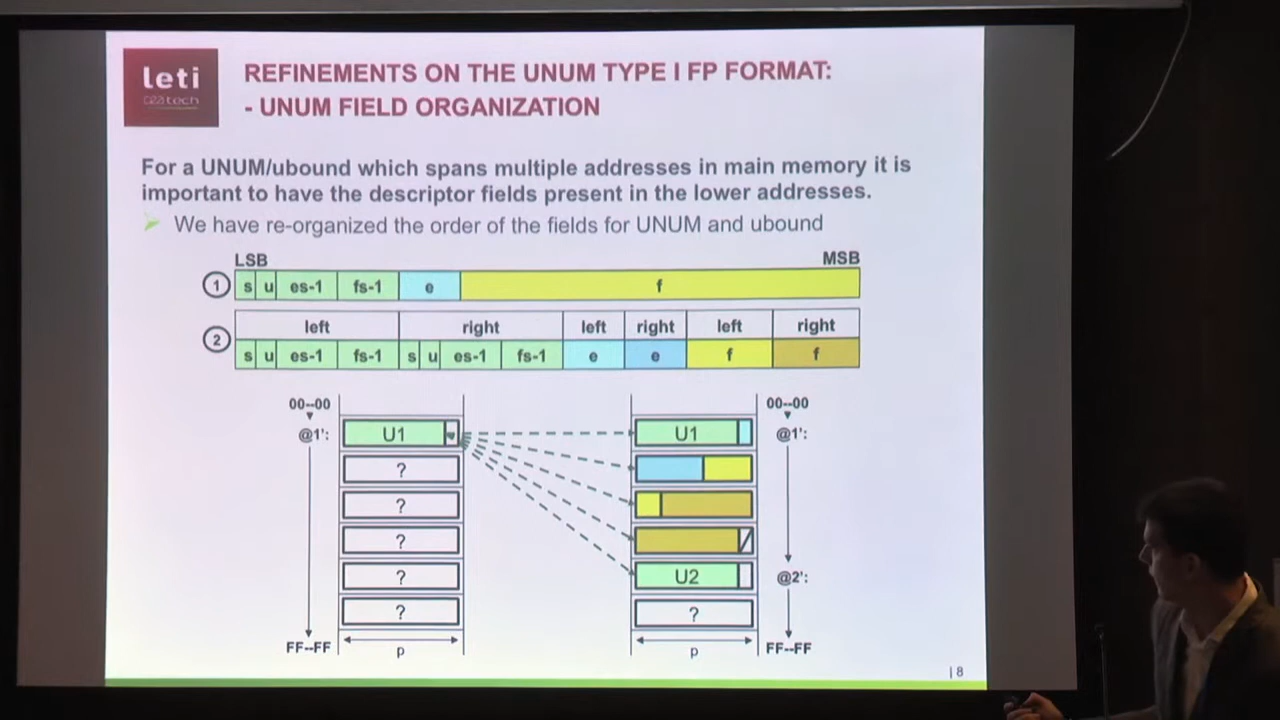 leti
ceatech
REFINEMENTS ON THE UNUM TYPE I FP FORMAT:
- UNUM FIELD ORGANIZATION
For a UNUM/ubound which spans multiple addresses in main memory it is
important to have the descriptor fields present in the lower addresses.
We have re-organized the order of the fields for UNUM and ubound
LSB MSB
1 s u es-1 fs-1 e f
left right left right left right
2 s u es-1 fs-1 s u es-1 fs-1 e e f f
00--00 00--00
@1': U1 U1 @1':
?
?
?
? U2 @2':
? ?
FF--FF p p FF--FF
| 8